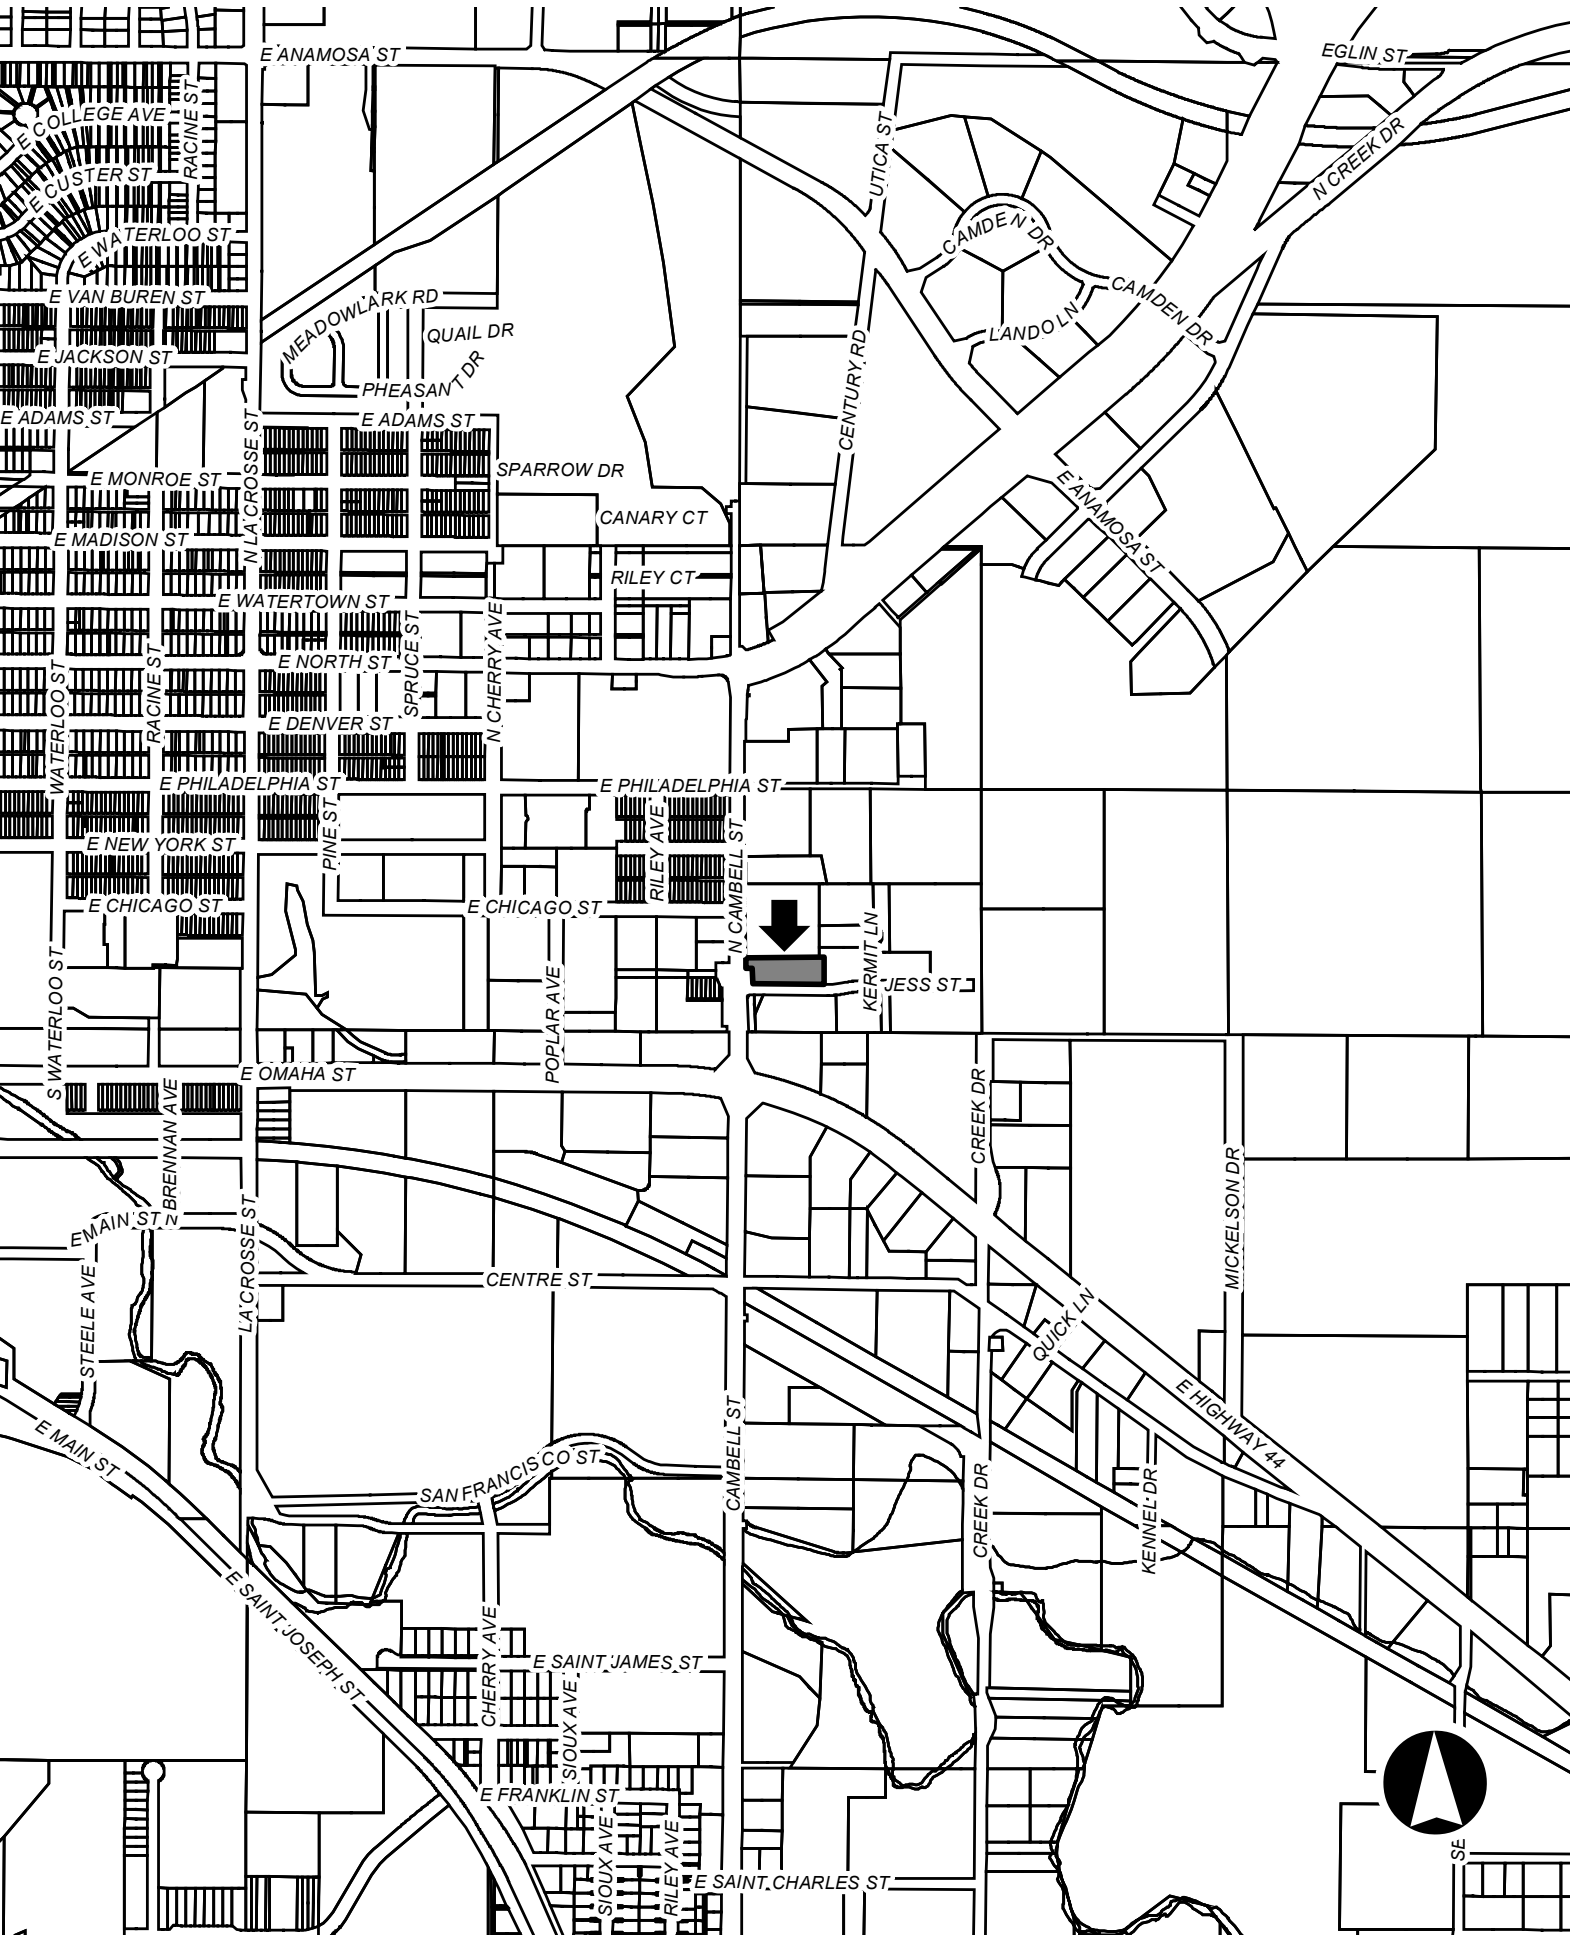 E ANAMOSA ST
EGLIN ST
E COLLEGE AVE
RACINE ST
UTICA ST
N CREEK DR
E CUSTER ST
E WATERLOO ST
CAMDEN DR
CAMDEN DR
E VAN BUREN ST
MEADOWLARK RD
LANDO LN
QUAIL DR
E JACKSON ST
PHEASANT DR
CENTURY RD
E ADAMS ST
E ADAMS ST
N LACROSSE ST
E MONROE ST
SPARROW DR
E ANAMOSA ST
CANARY CT
E MADISON ST
RILEY CT
E WATERTOWN ST
SPRUCE ST
N CHERRY AVE
E NORTH ST
WATERLOO ST
RACINE ST
E DENVER ST
E PHILADELPHIA ST
E PHILADELPHIA ST
PINE ST
RILEY AVE
E NEW YORK ST
N CAMBELL ST
E CHICAGO ST
E CHICAGO ST
KERMIT LN
JESS ST
S WATERLOO ST
POPLAR AVE
E OMAHA ST
N BRENNAN AVE
CREEK DR
MICKELSON DR
E MAIN ST
LACROSSE ST
STEELE AVE
CENTRE ST
QUICK LN
E HIGHWAY 44
E MAIN ST
SAN FRANCISCO ST
CAMBELL ST
CREEK DR
KENNEL DR
E SAINT JOSEPH ST
CHERRY AVE
E SAINT JAMES ST
SIOUX AVE
E FRANKLIN ST
SIOUX AVE
RILEY AVE
E SAINT CHARLES ST
SE